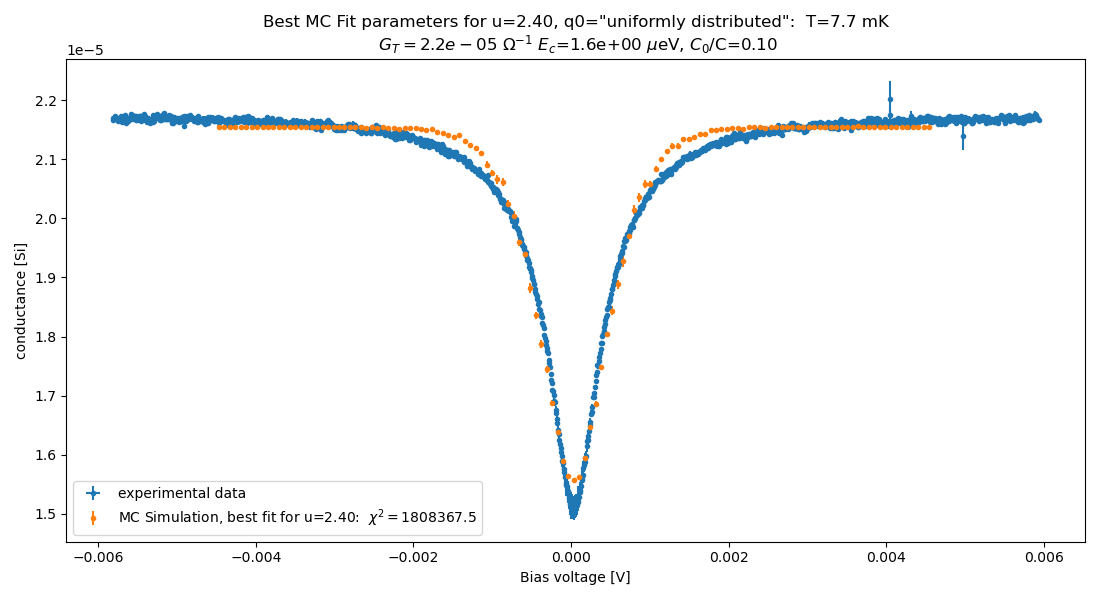 Best MC Fit parameters for u=2.40, q0="uniformly distributed":  T=7.7 mK
G_T = 2.2e − 05 Ω⁻¹ E_c=1.6e+00 μeV, C_0/C=0.10
1e−5
2.2
2.1
2.0
1.9
1.8
1.7
1.6
1.5
conductance [Si]
experimental data
MC Simulation, best fit for u=2.40:  χ² = 1808367.5
−0.006
−0.004
−0.002
0.000
0.002
0.004
0.006
Bias voltage [V]